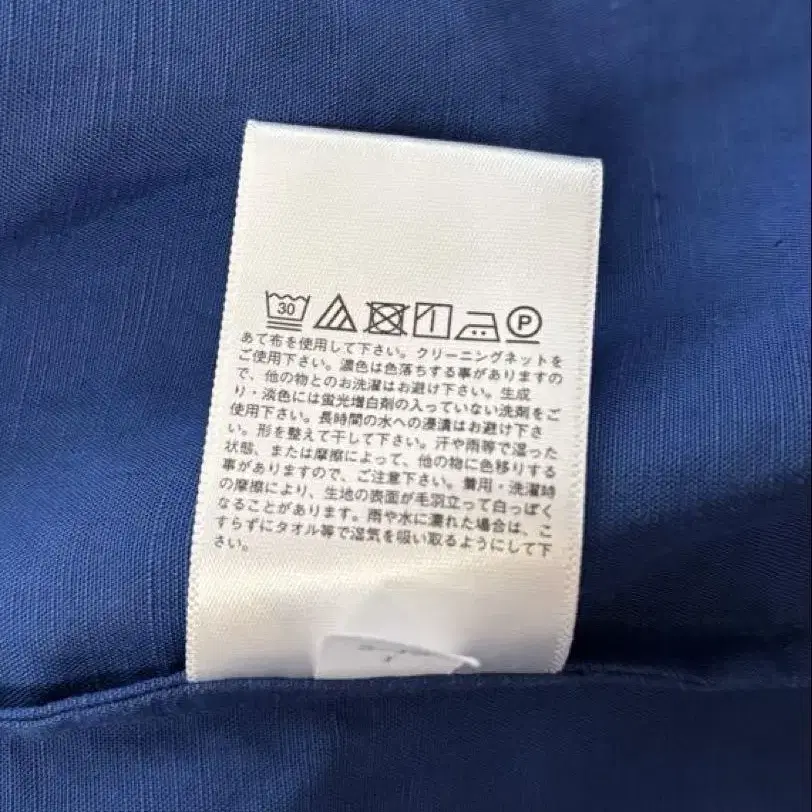 30 P
あて布を使用して下さい。クリーニングネットを
ご使用下さい。濃色は色落ちする事がありますの
で、他の物とのお洗濯はお避け下さい。生成
り・淡色には蛍光増白剤の入っていない洗剤をご
使用下さい。長時間の水への浸漬はお避け下さ
い。形を整えて干して下さい。汗や雨等で湿った
状態、または摩擦によって、他の物に色移りする
事がありますので、ご注意下さい。着用・洗濯時
の摩擦により、生地の表面が毛羽立って白っぽく
なることがあります。雨や水に濡れた場合は、こ
すらずにタオル等で湿気を吸い取るようにして下
さい。